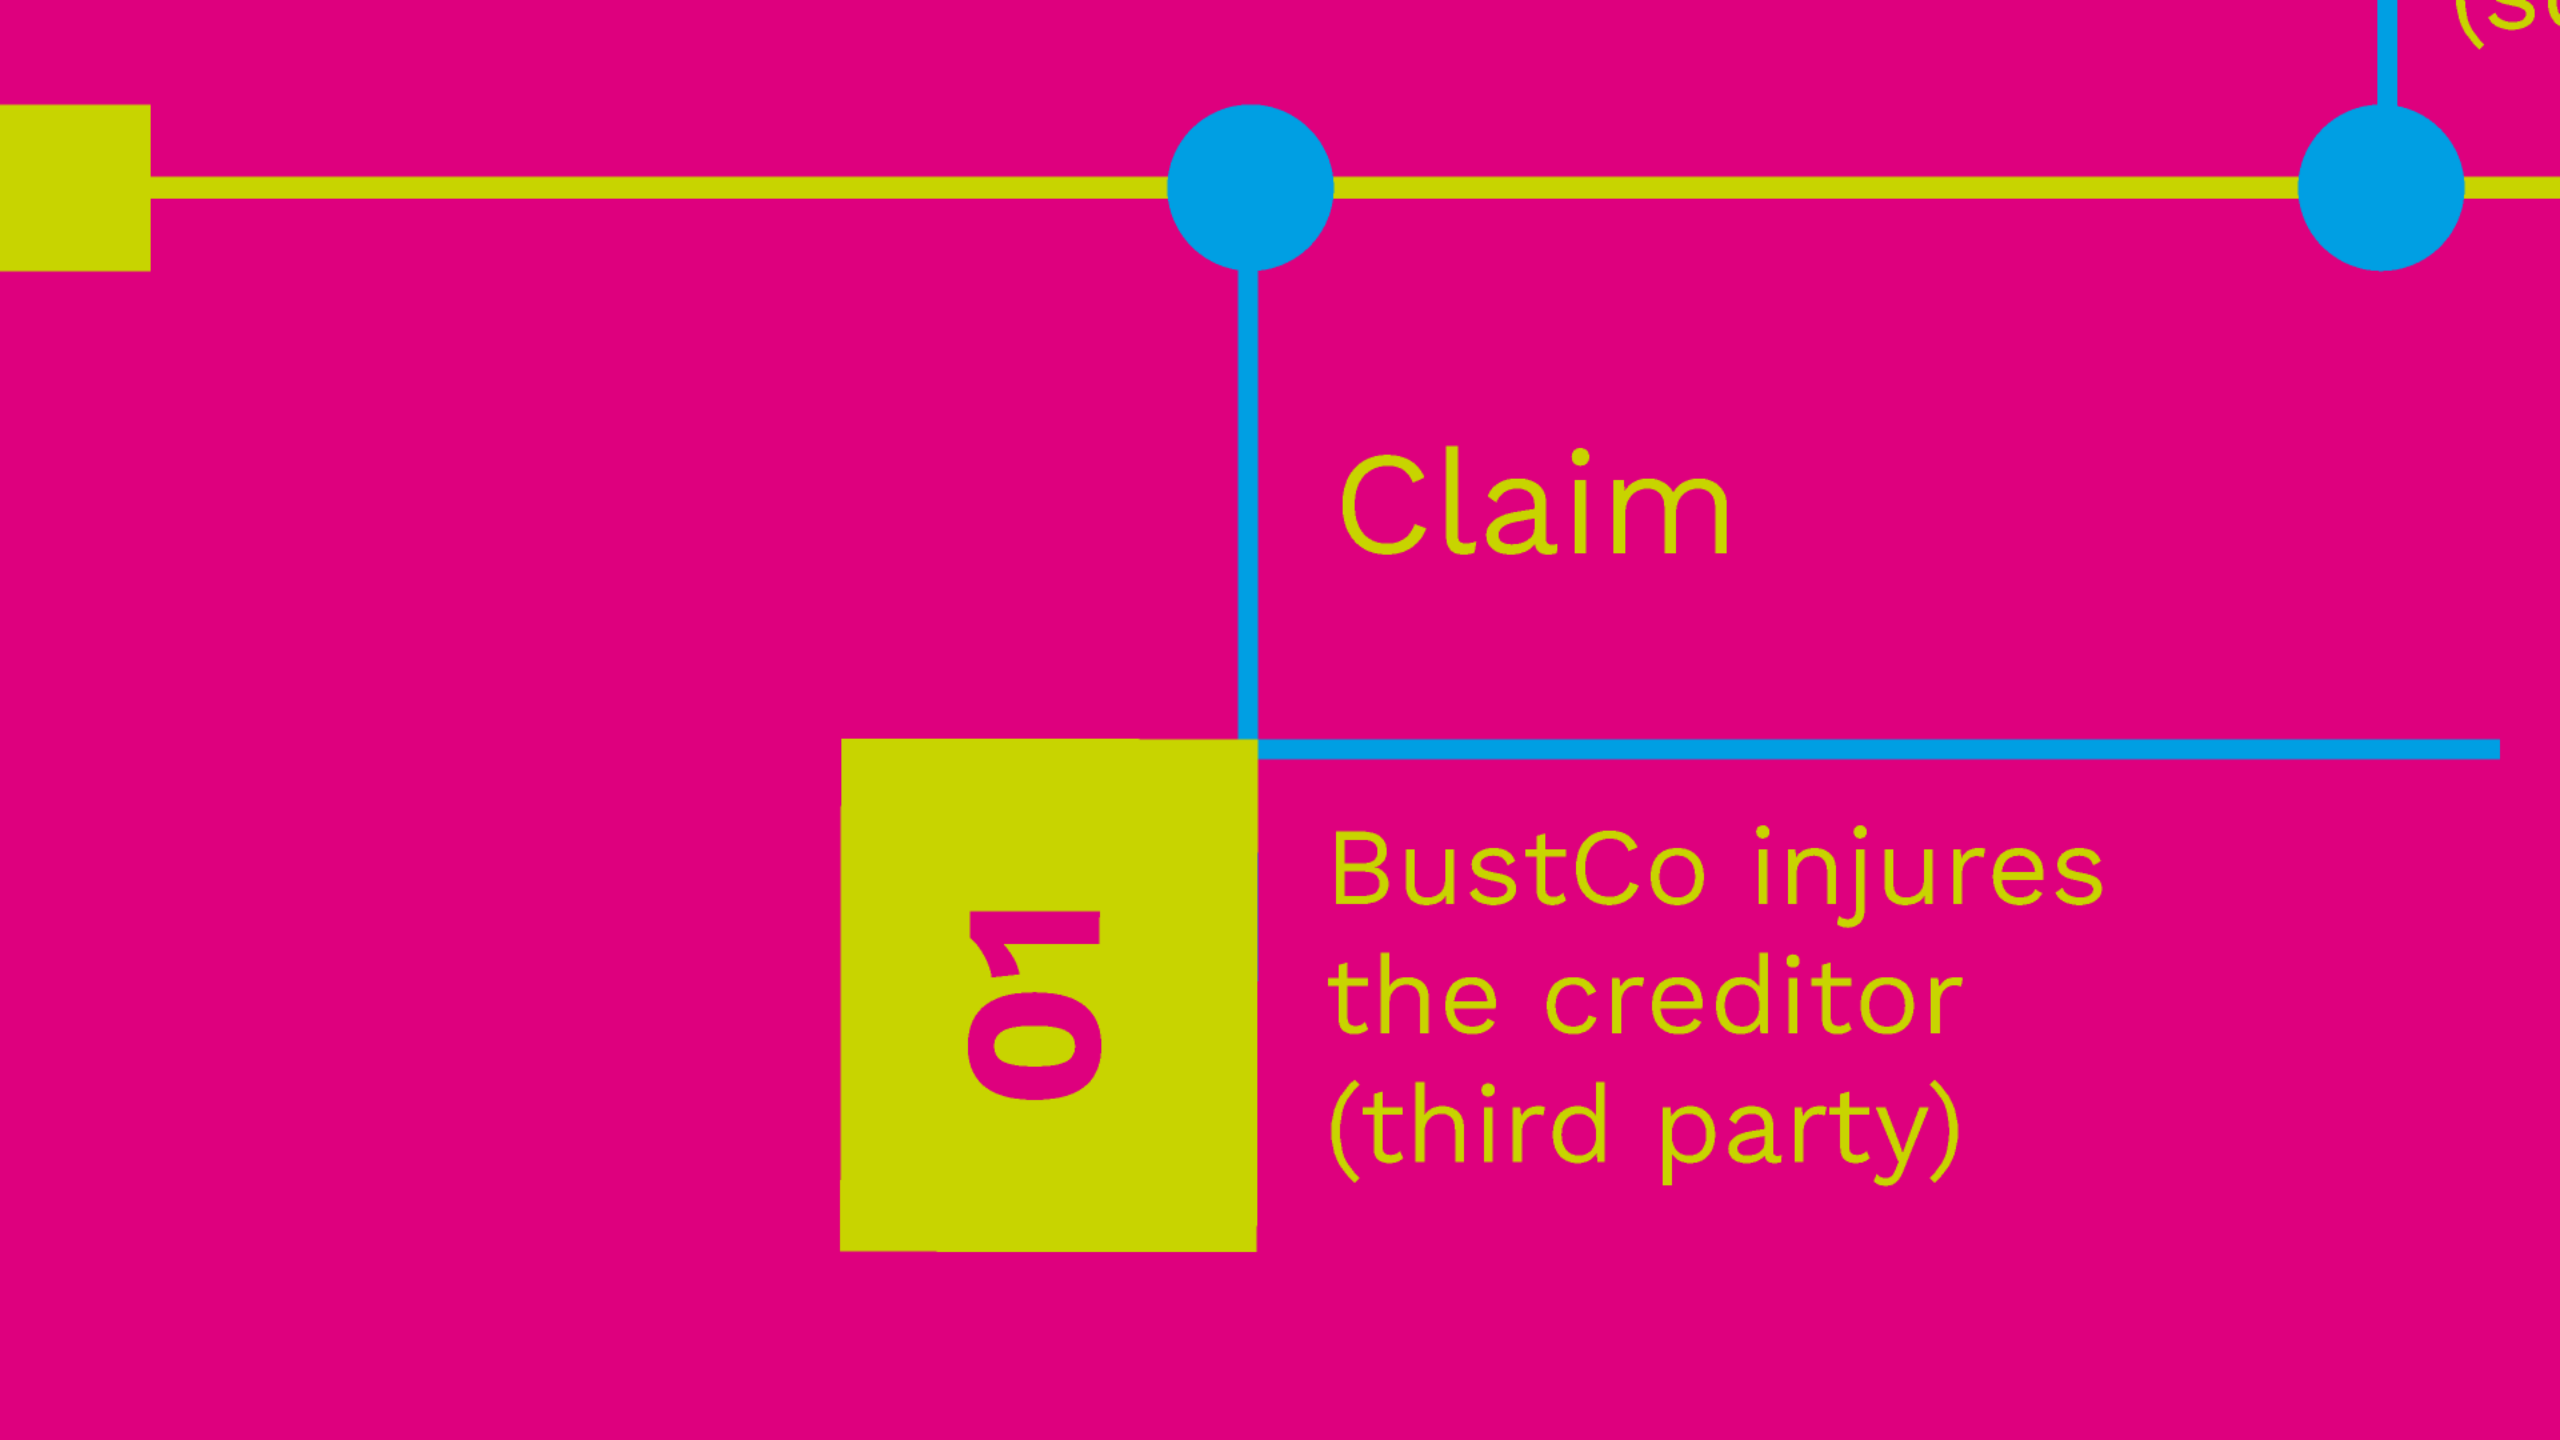 Claim
01
BustCo injures
the creditor
(third party)